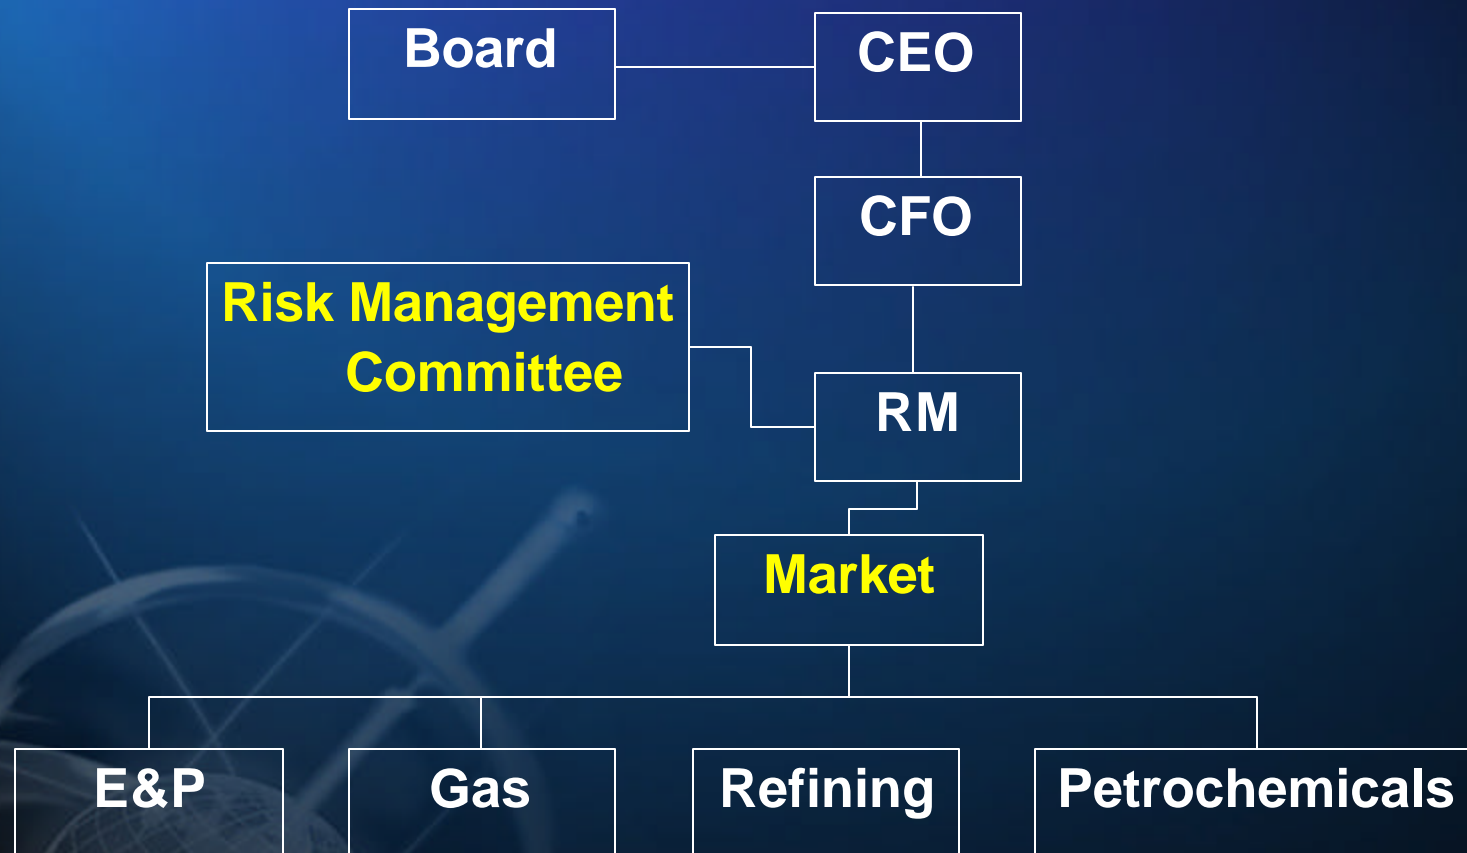 Board
CEO
CFO
Risk Management
Committee
RM
Market
E&P
Gas
Refining
Petrochemicals